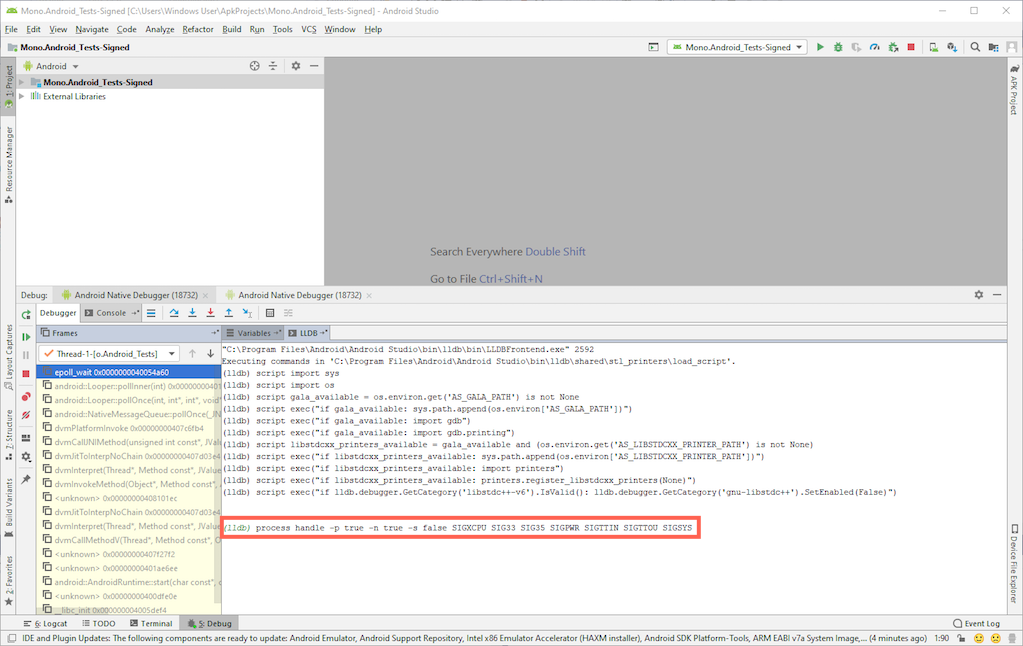 Mono.Android_Tests-Signed [C:\Users\Windows User\ApkProjects\Mono.Android_Tests-Signed] - Android Studio
File Edit View Navigate Code Analyze Refactor Build Run Tools VCS Window Help
Mono.Android_Tests-Signed
Mono.Android_Tests-Signed
1: Project
Resource Manager
Layout Captures
7: Structure
Build Variants
2: Favorites
Android
Mono.Android_Tests-Signed
External Libraries
Search Everywhere Double Shift
Go to File Ctrl+Shift+N
APK Project
Device File Explorer
Debug: Android Native Debugger (18732) Android Native Debugger (18732)
Debugger Console
Frames
Thread-1-[o.Android_Tests]
epoll_wait 0x0000000040054a60
android::Looper::pollInner(int) 0x0000000401
android::Looper::pollOnce(int, int*, int*, void*
android::NativeMessageQueue::pollOnce(_JN
dvmPlatformInvoke 0x00000000407c6fb4
dvmCallJNIMethod(unsigned int const*, JValue
dvmJitToInterpNoChain 0x00000000407d03e4
dvmInterpret(Thread*, Method const*, JValue
dvmInvokeMethod(Object*, Method const*, A
<unknown> 0x00000000408101ec
dvmJitToInterpNoChain 0x00000000407d03e4
dvmInterpret(Thread*, Method const*, JValue
dvmCallMethodV(Thread*, Method const*, O
<unknown> 0x00000000407f27f2
<unknown> 0x00000000401ae6ee
android::AndroidRuntime::start(char const*, c
<unknown> 0x00000000400dfe0e
__libc_init 0x000000004005def4
Variables LLDB
"C:\Program Files\Android\Android Studio\bin\lldb\bin\LLDBFrontend.exe" 2592
Executing commands in 'C:\Program Files\Android\Android Studio\bin\lldb\shared\stl_printers\load_script'.
(lldb) script import sys
(lldb) script import os
(lldb) script gala_available = os.environ.get('AS_GALA_PATH') is not None
(lldb) script exec("if gala_available: sys.path.append(os.environ['AS_GALA_PATH'])")
(lldb) script exec("if gala_available: import gdb")
(lldb) script exec("if gala_available: import gdb.printing")
(lldb) script libstdcxx_printers_available = gala_available and (os.environ.get('AS_LIBSTDCXX_PRINTER_PATH') is not None)
(lldb) script exec("if libstdcxx_printers_available: sys.path.append(os.environ['AS_LIBSTDCXX_PRINTER_PATH'])")
(lldb) script exec("if libstdcxx_printers_available: import printers")
(lldb) script exec("if libstdcxx_printers_available: printers.register_libstdcxx_printers(None)")
(lldb) script exec("if lldb.debugger.GetCategory('libstdc++-v6').IsValid(): lldb.debugger.GetCategory('gnu-libstdc++').SetEnabled(False)")
(lldb) process handle -p true -n true -s false SIGXCPU SIG33 SIG35 SIGPWR SIGTTIN SIGTTOU SIGSYS
6: Logcat TODO Terminal 5: Debug Event Log
IDE and Plugin Updates: The following components are ready to update: Android Emulator, Android Support Repository, Intel x86 Emulator Accelerator (HAXM installer), Android SDK Platform-Tools, ARM EABI v7a System Image,... (4 minutes ago) 1:90